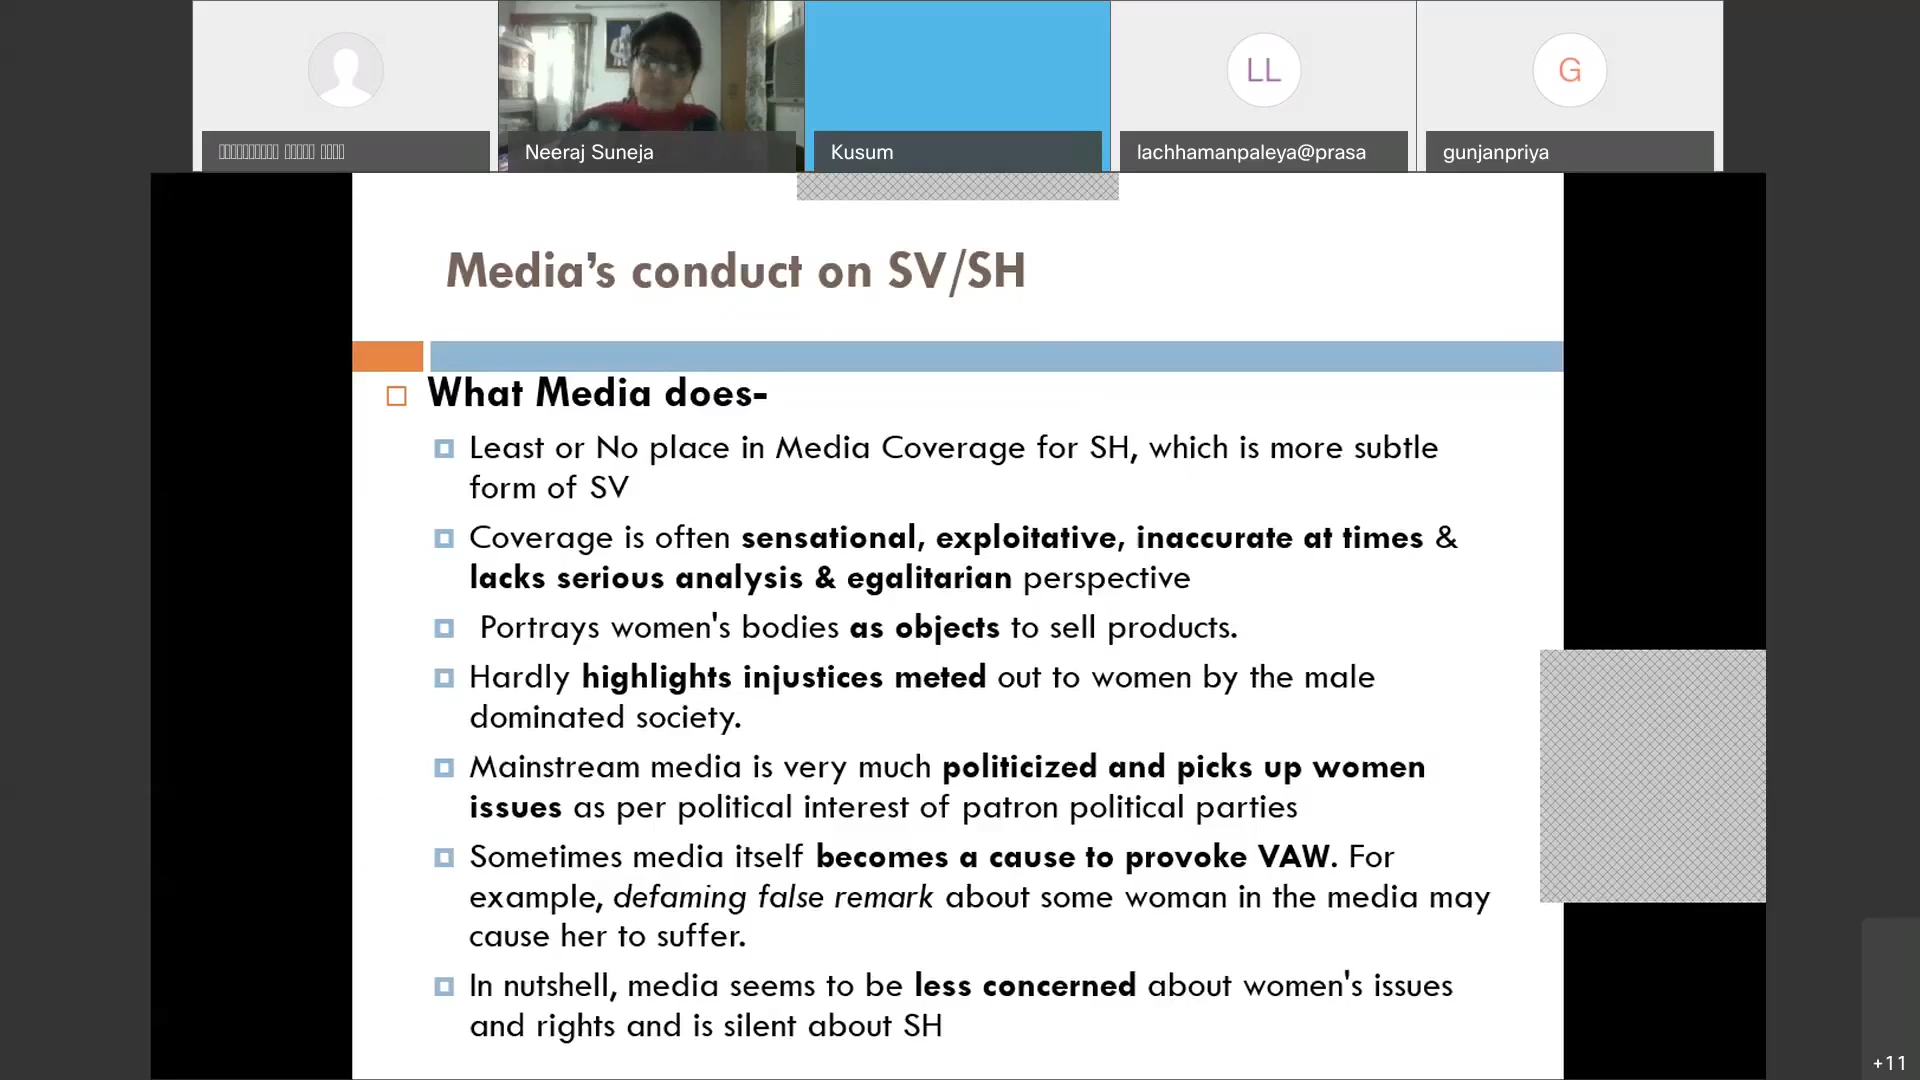 Neeraj Suneja
Kusum
lachhamanpaleya@prasa
gunjanpriya
LL
G
Media's conduct on SV/SH
What Media does-
Least or No place in Media Coverage for SH, which is more subtle
form of SV
Coverage is often sensational, exploitative, inaccurate at times &
lacks serious analysis & egalitarian perspective
Portrays women's bodies as objects to sell products.
Hardly highlights injustices meted out to women by the male
dominated society.
Mainstream media is very much politicized and picks up women
issues as per political interest of patron political parties
Sometimes media itself becomes a cause to provoke VAW. For
example, defaming false remark about some woman in the media may
cause her to suffer.
In nutshell, media seems to be less concerned about women's issues
and rights and is silent about SH
+11